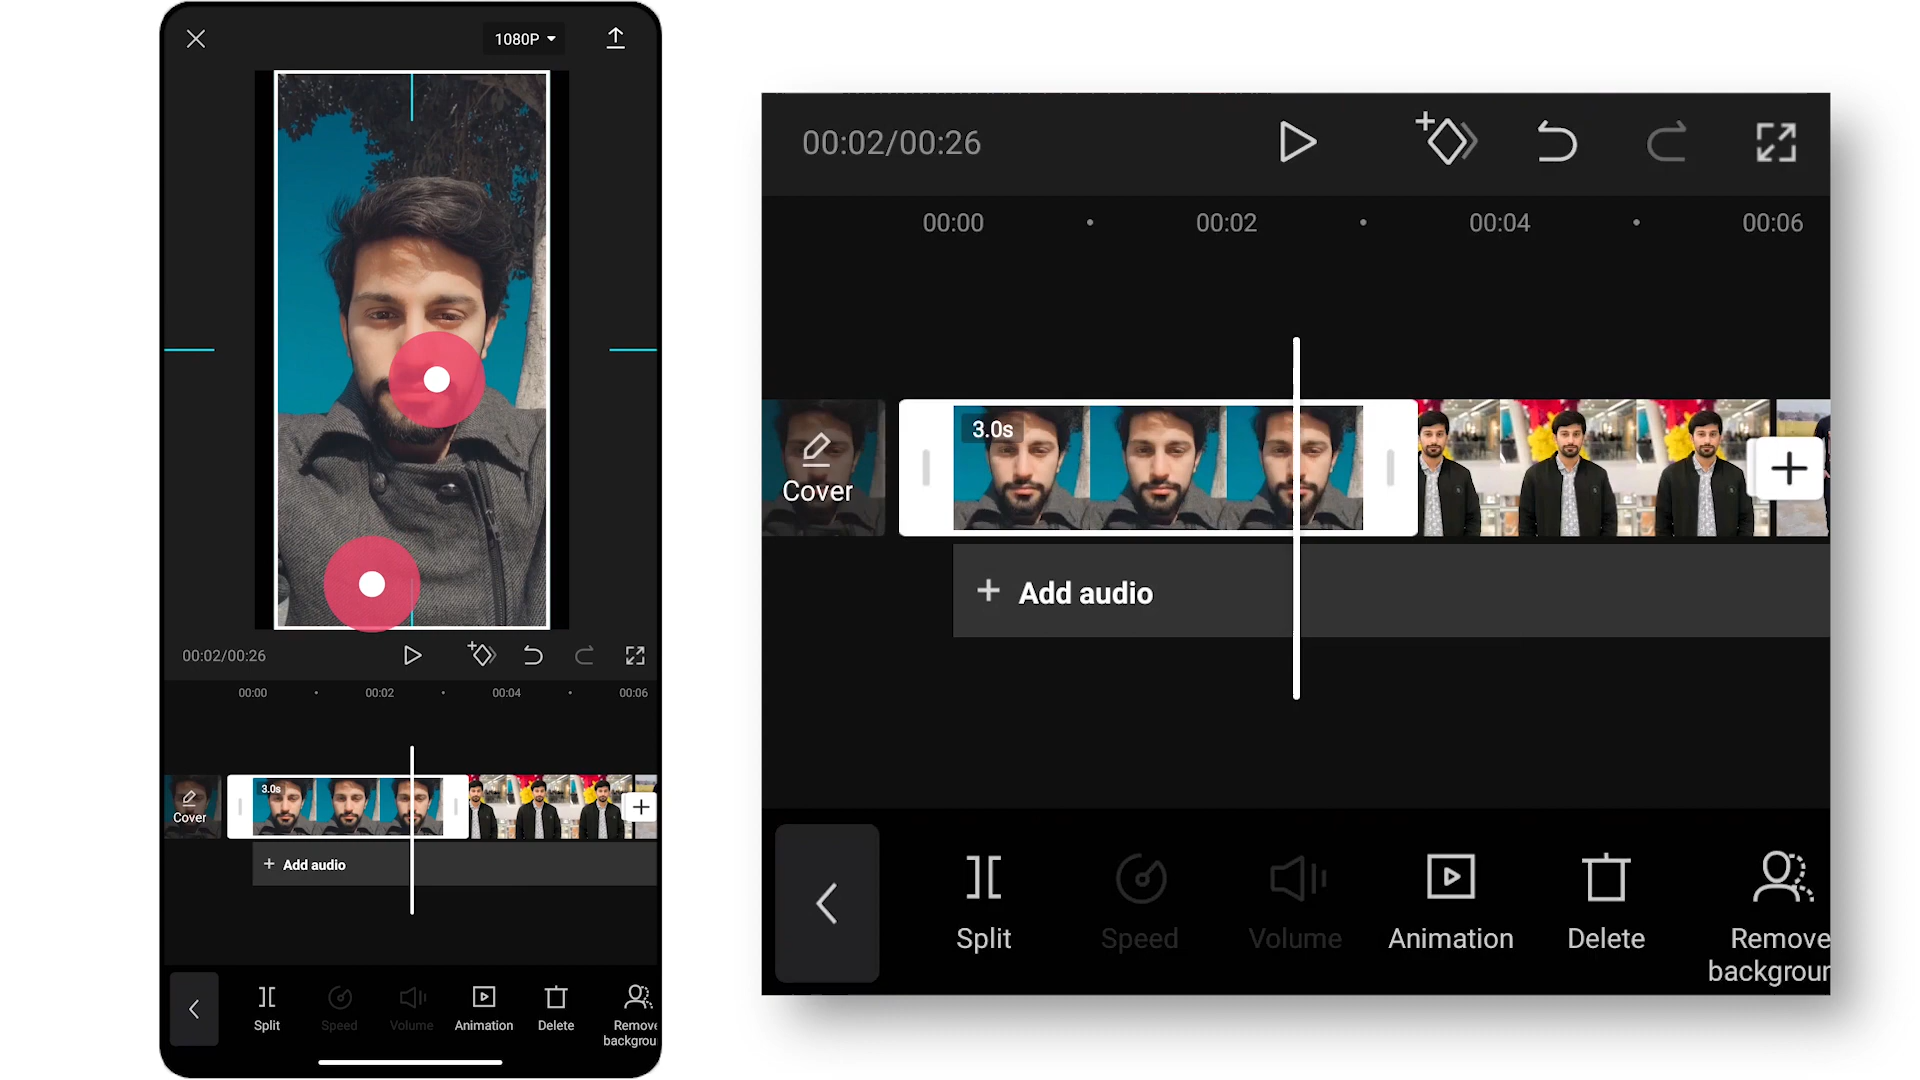 1080P
00:02/00:26
00:00
00:02
00:04
00:06
3.0s
Cover
+ Add audio
Split
Speed
Volume
Animation
Delete
Remove
backgrou
00:02/00:26
00:00
00:02
00:04
00:06
3.0s
Cover
+ Add audio
Split
Speed
Volume
Animation
Delete
Remove
backgroun